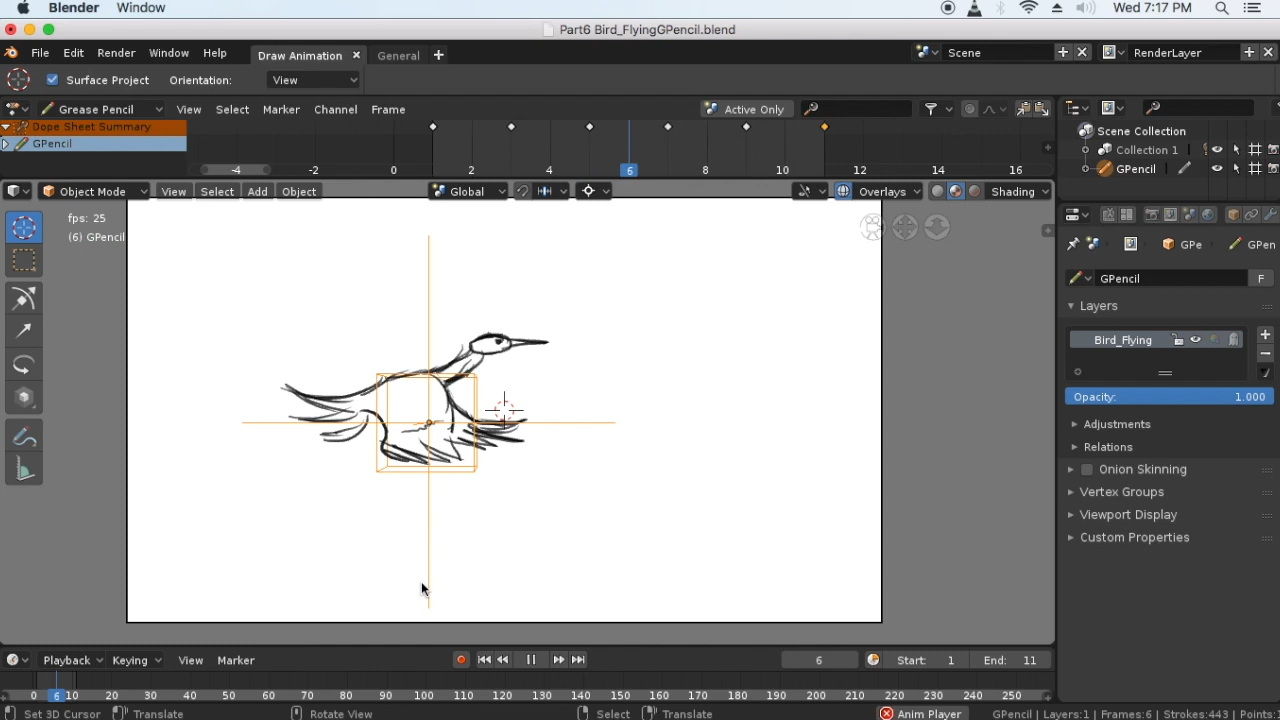 Blender Window Wed 7:17 PM
Part6 Bird_FlyingGPencil.blend
File Edit Render Window Help Draw Animation General Scene RenderLayer
Surface Project Orientation: View
Grease Pencil View Select Marker Channel Frame Active Only
Dope Sheet Summary
GPencil
-4 -2 0 2 4 6 8 10 12 14 16
Scene Collection
Collection 1
GPencil
Object Mode View Select Add Object Global Overlays Shading
fps: 25
(6) GPencil
GPe GPen
GPencil F
Layers
Bird_Flying
Opacity: 1.000
Adjustments
Relations
Onion Skinning
Vertex Groups
Viewport Display
Custom Properties
Playback Keying View Marker 6 Start: 1 End: 11
0 6 10 20 30 40 50 60 70 80 90 100 110 120 130 140 150 160 170 180 190 200 210 220 230 240 250
Set 3D Cursor Translate Rotate View Select Translate Anim Player GPencil | Layers:1 | Frames:6 | Strokes:443 | Points: